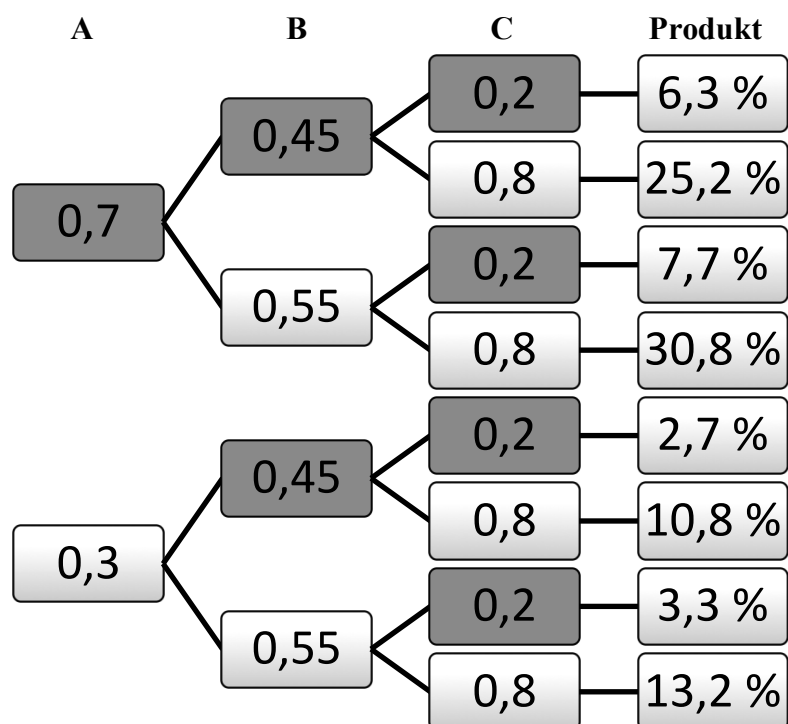 A B C Produkt
0,2 6,3 %
0,45
0,8 25,2 %
0,7
0,2 7,7 %
0,55
0,8 30,8 %
0,2 2,7 %
0,45
0,8 10,8 %
0,3
0,2 3,3 %
0,55
0,8 13,2 %